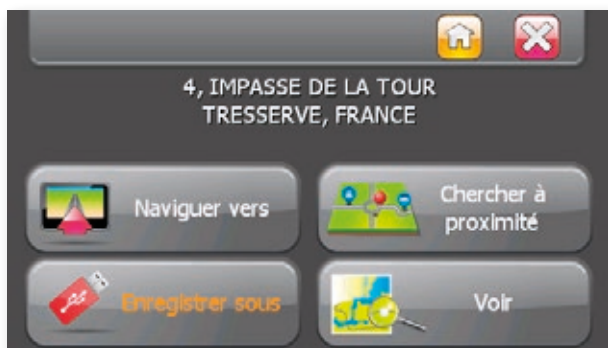 4, IMPASSE DE LA TOUR
TRESSERVE, FRANCE
Naviguer vers
Chercher à
proximité
Enregistrer sous
Voir